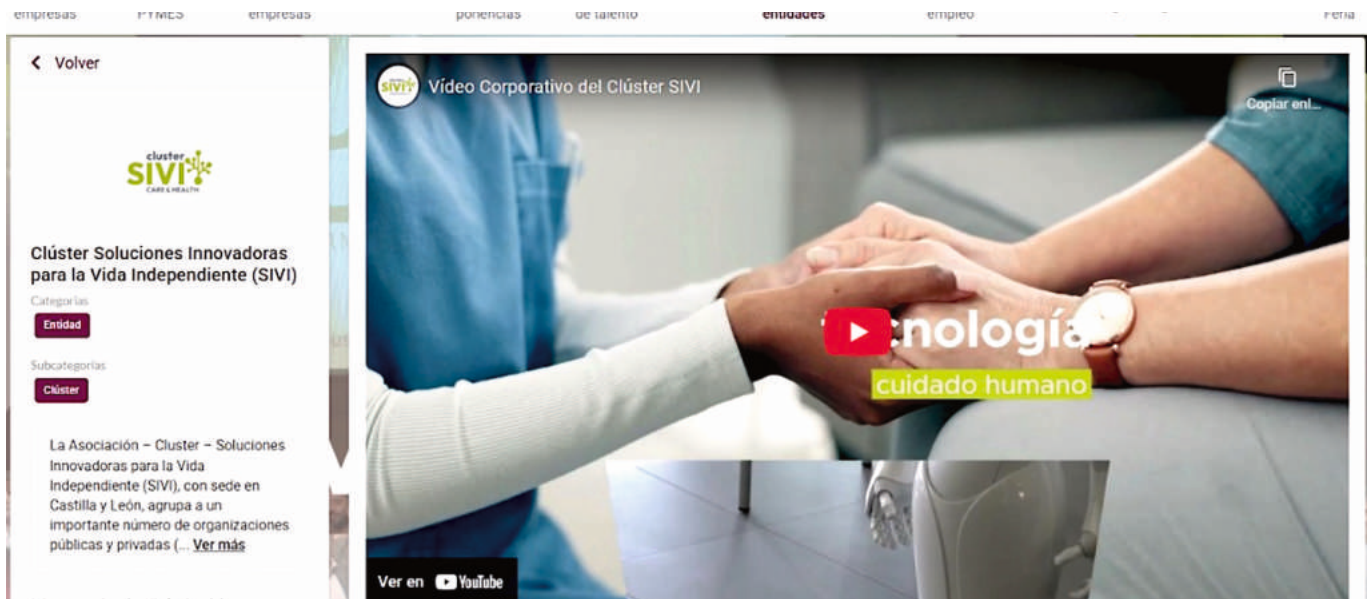 empresas PYMES empresas ponencias de talento entidades empleo Feria
Volver
cluster
SIVI
CARE & HEALTH
Clúster Soluciones Innovadoras
para la Vida Independiente (SIVI)
Categorías
Entidad
Subcategorías
Clúster
La Asociación – Cluster – Soluciones
Innovadoras para la Vida
Independiente (SIVI), con sede en
Castilla y León, agrupa a un
importante número de organizaciones
públicas y privadas (... Ver más
SIVI
Vídeo Corporativo del Clúster SIVI
Copiar enl...
cuidado humano
Ver en YouTube